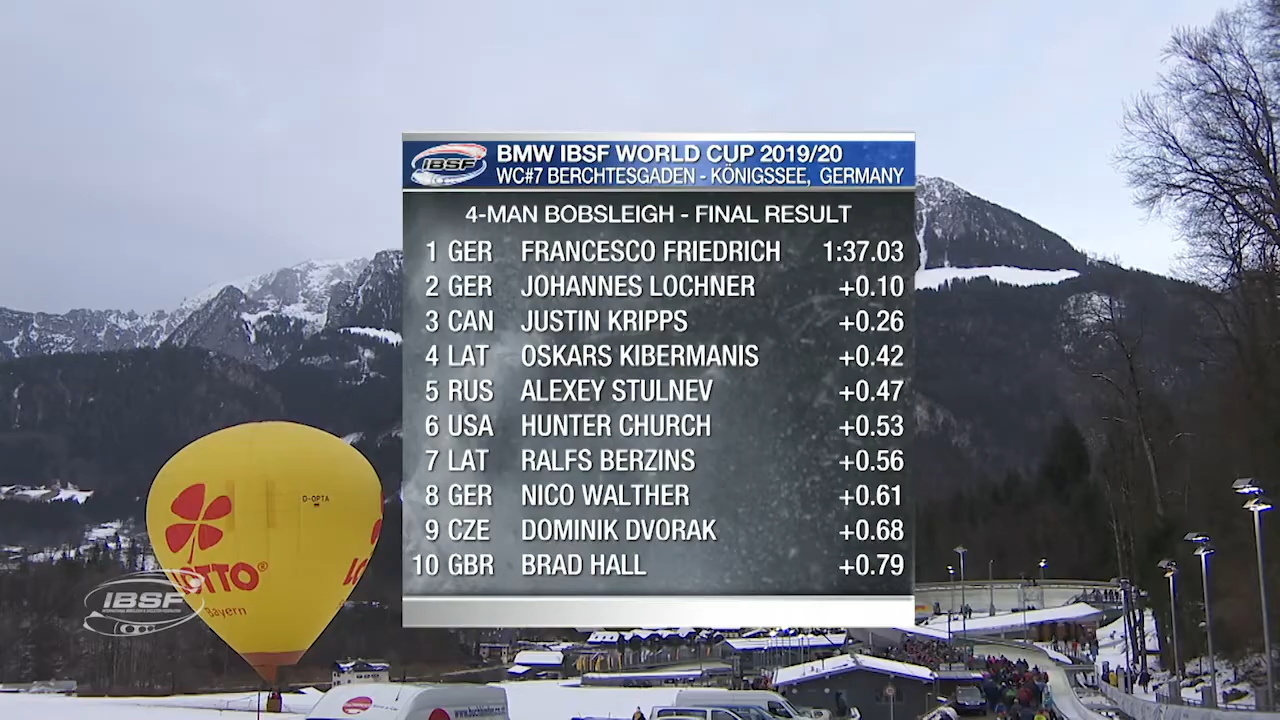 IBSF
BMW IBSF WORLD CUP 2019/20
WC#7 BERCHTESGADEN - KÖNIGSSEE, GERMANY
4-MAN BOBSLEIGH - FINAL RESULT
1 GER FRANCESCO FRIEDRICH 1:37.03
2 GER JOHANNES LOCHNER +0.10
3 CAN JUSTIN KRIPPS +0.26
4 LAT OSKARS KIBERMANIS +0.42
5 RUS ALEXEY STULNEV +0.47
6 USA HUNTER CHURCH +0.53
7 LAT RALFS BERZINS +0.56
8 GER NICO WALTHER +0.61
9 CZE DOMINIK DVORAK +0.68
10 GBR BRAD HALL +0.79
D-OPTA
LOTTO®
Bayern
LO
IBSF